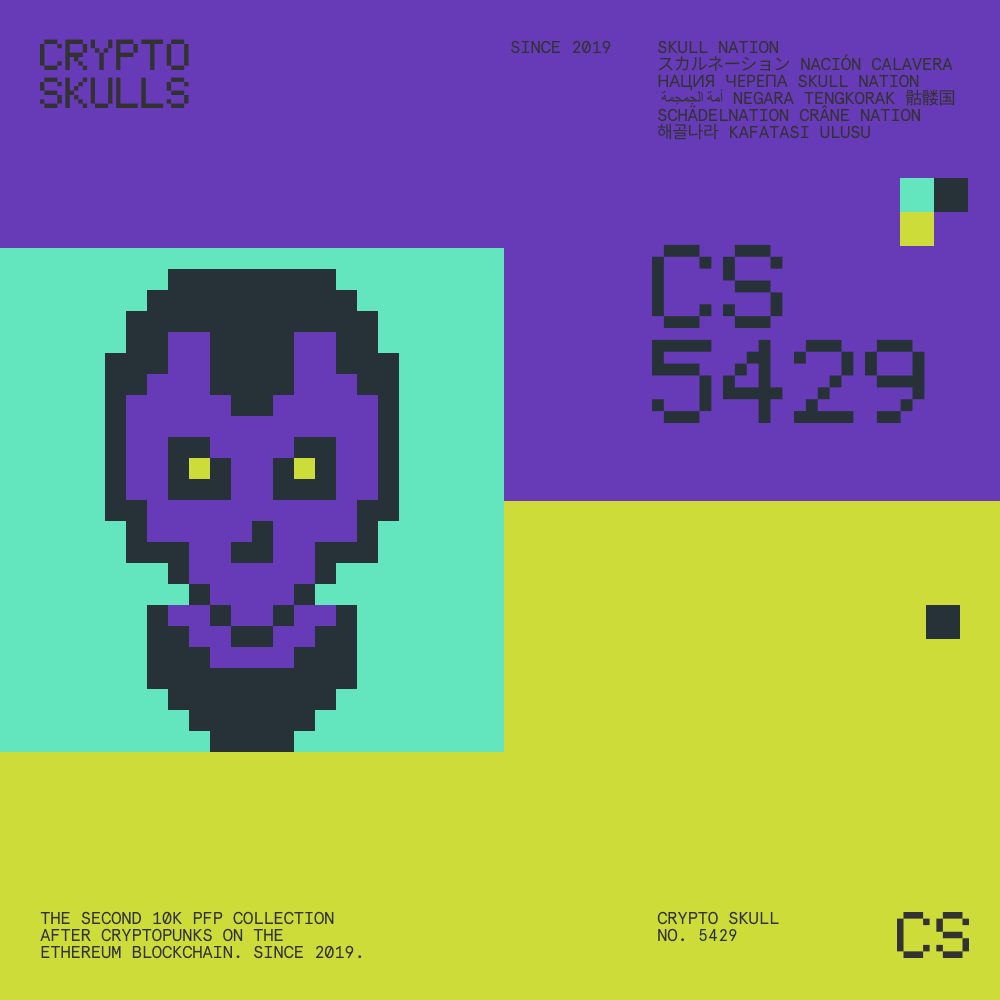 CRYPTO
SKULLS
SINCE 2019
SKULL NATION
スカルネーション NACIÓN CALAVERA
НАЦИЯ ЧЕРЕПА SKULL NATION
أمة الجمجمة NEGARA TENGKORAK 骷髅国
SCHÄDELNATION CRÂNE NATION
해골나라 KAFATASI ULUSU
CS
5429
THE SECOND 10K PFP COLLECTION
AFTER CRYPTOPUNKS ON THE
ETHEREUM BLOCKCHAIN. SINCE 2019.
CRYPTO SKULL
NO. 5429
CS